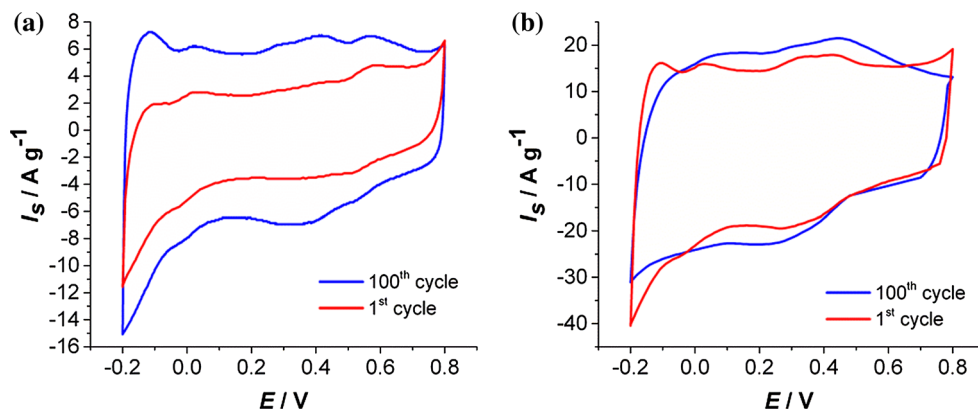 (a)
8
6
4
2
0
-2
-4
-6
-8
-10
-12
-14
-16
I_s / A g⁻¹
100ᵗʰ cycle
1ˢᵗ cycle
-0.2 0.0 0.2 0.4 0.6 0.8
E / V
(b)
20
10
0
-10
-20
-30
-40
I_s / A g⁻¹
100ᵗʰ cycle
1ˢᵗ cycle
-0.2 0.0 0.2 0.4 0.6 0.8
E / V